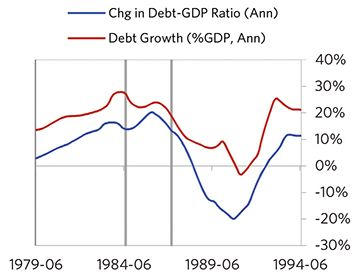 Chg in Debt-GDP Ratio (Ann)
Debt Growth (%GDP, Ann)
40%
30%
20%
10%
0%
-10%
-20%
-30%
1979-06 1984-06 1989-06 1994-06